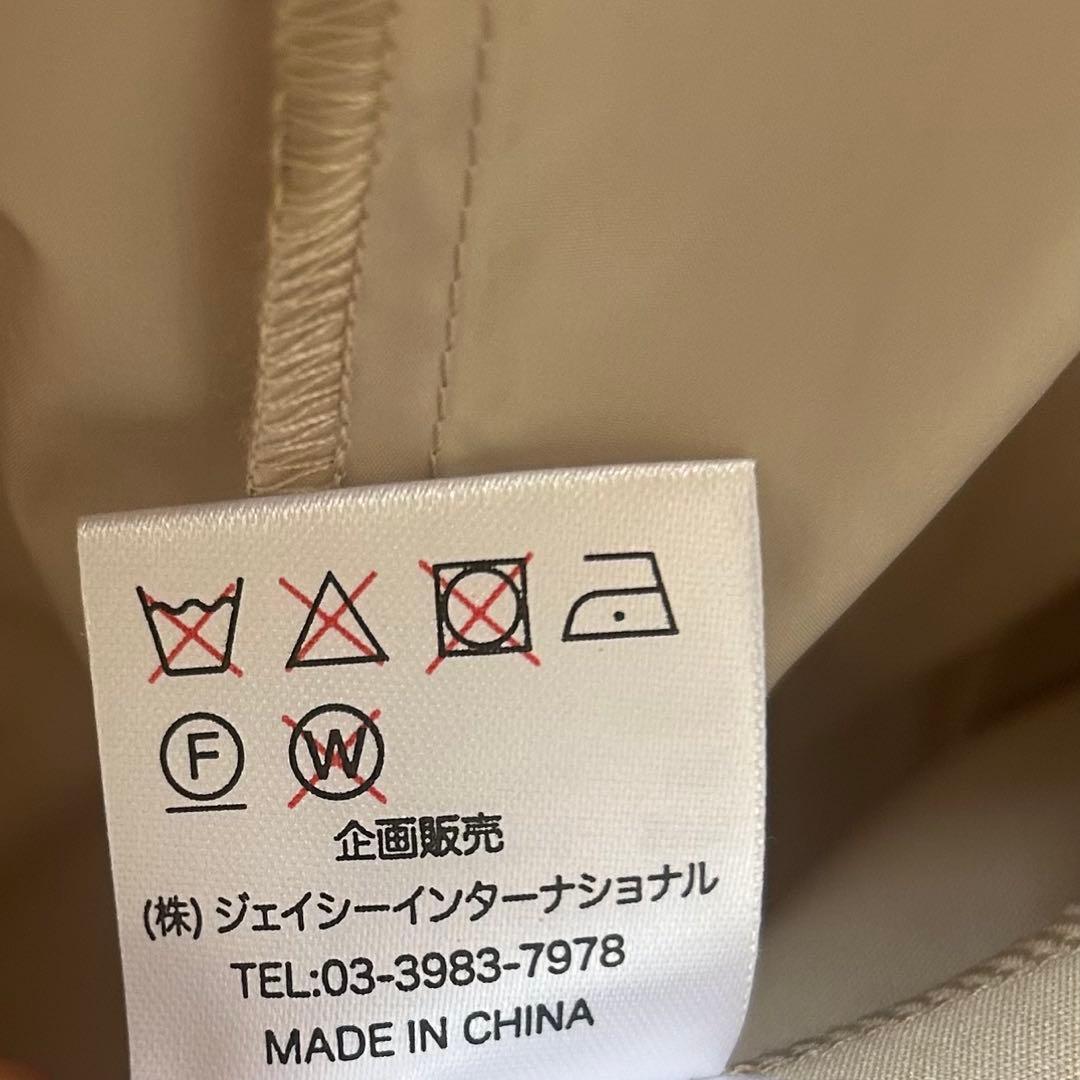 F W
企画販売
(株) ジェイシーインターナショナル
TEL:03-3983-7978
MADE IN CHINA